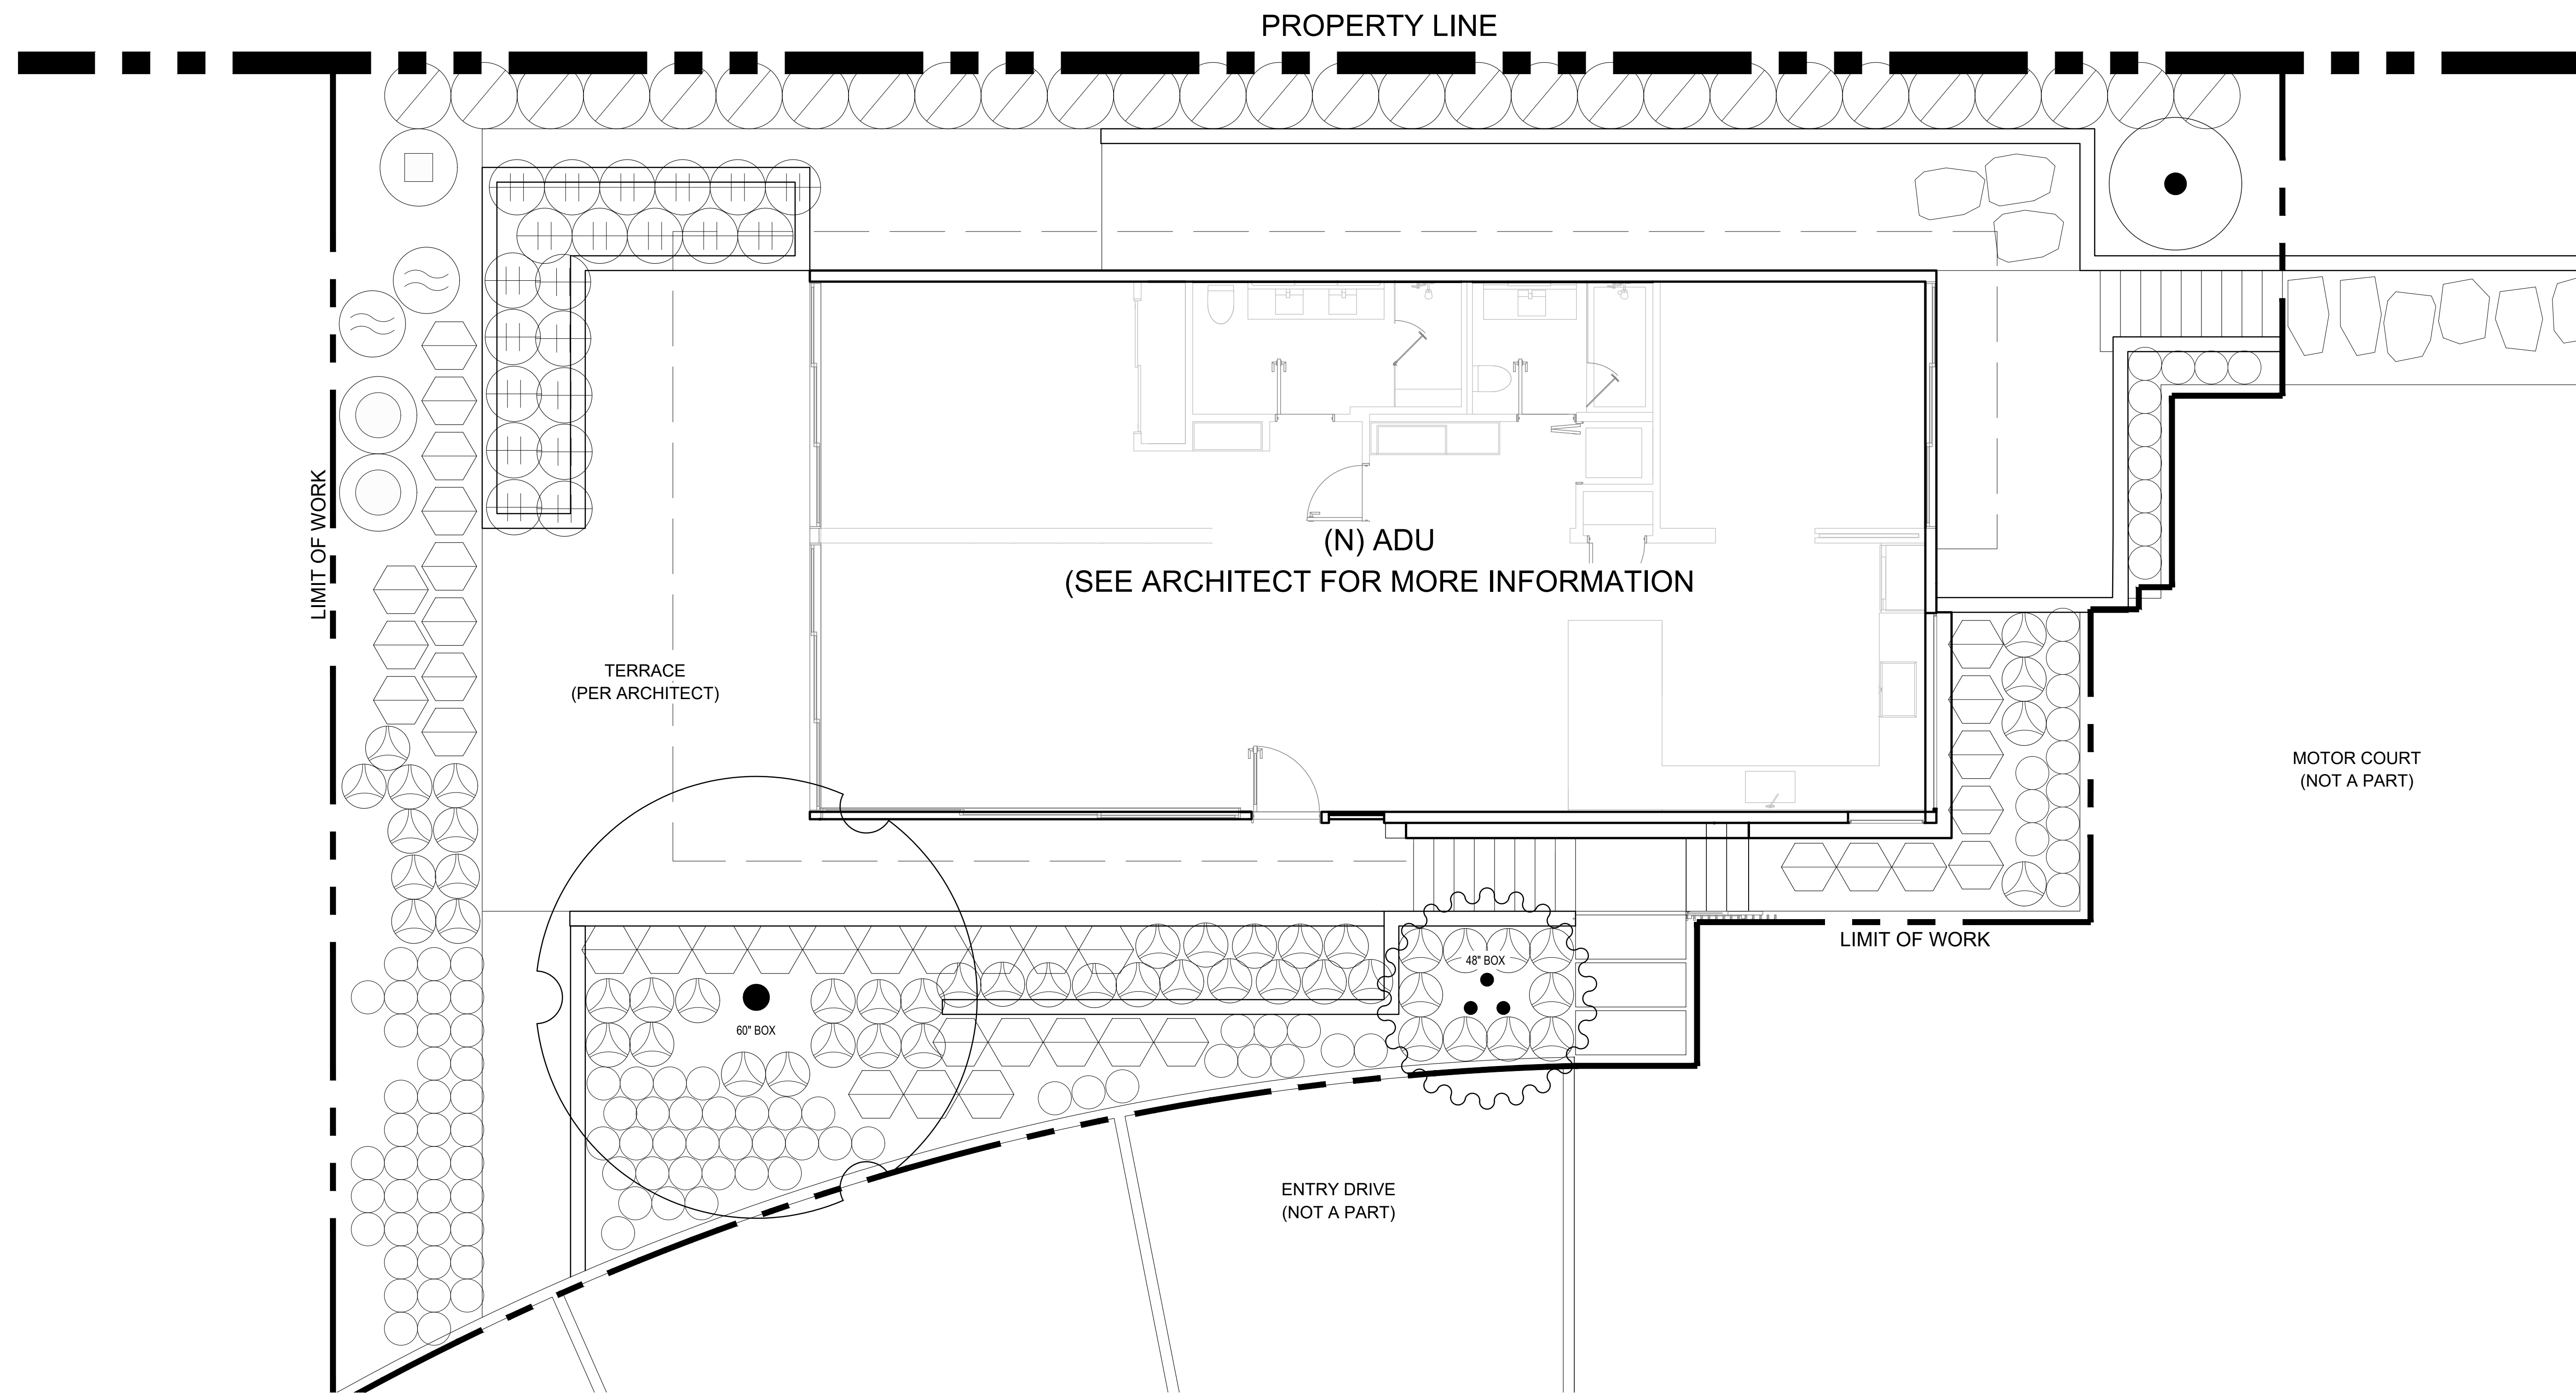 PROPERTY LINE
LIMIT OF WORK
(N) ADU
(SEE ARCHITECT FOR MORE INFORMATION
TERRACE
(PER ARCHITECT)
MOTOR COURT
(NOT A PART)
LIMIT OF WORK
48" BOX
60" BOX
ENTRY DRIVE
(NOT A PART)